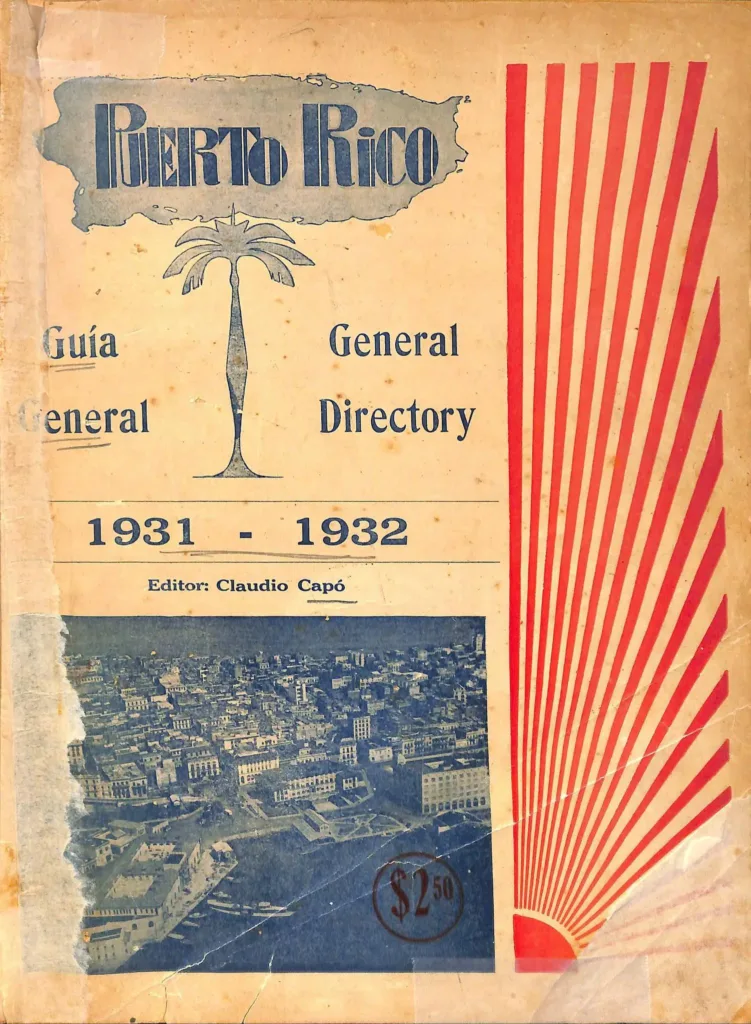 PUERTO RICO
Guía
General
General
Directory
1931 - 1932
Editor: Claudio Capó
$2.50